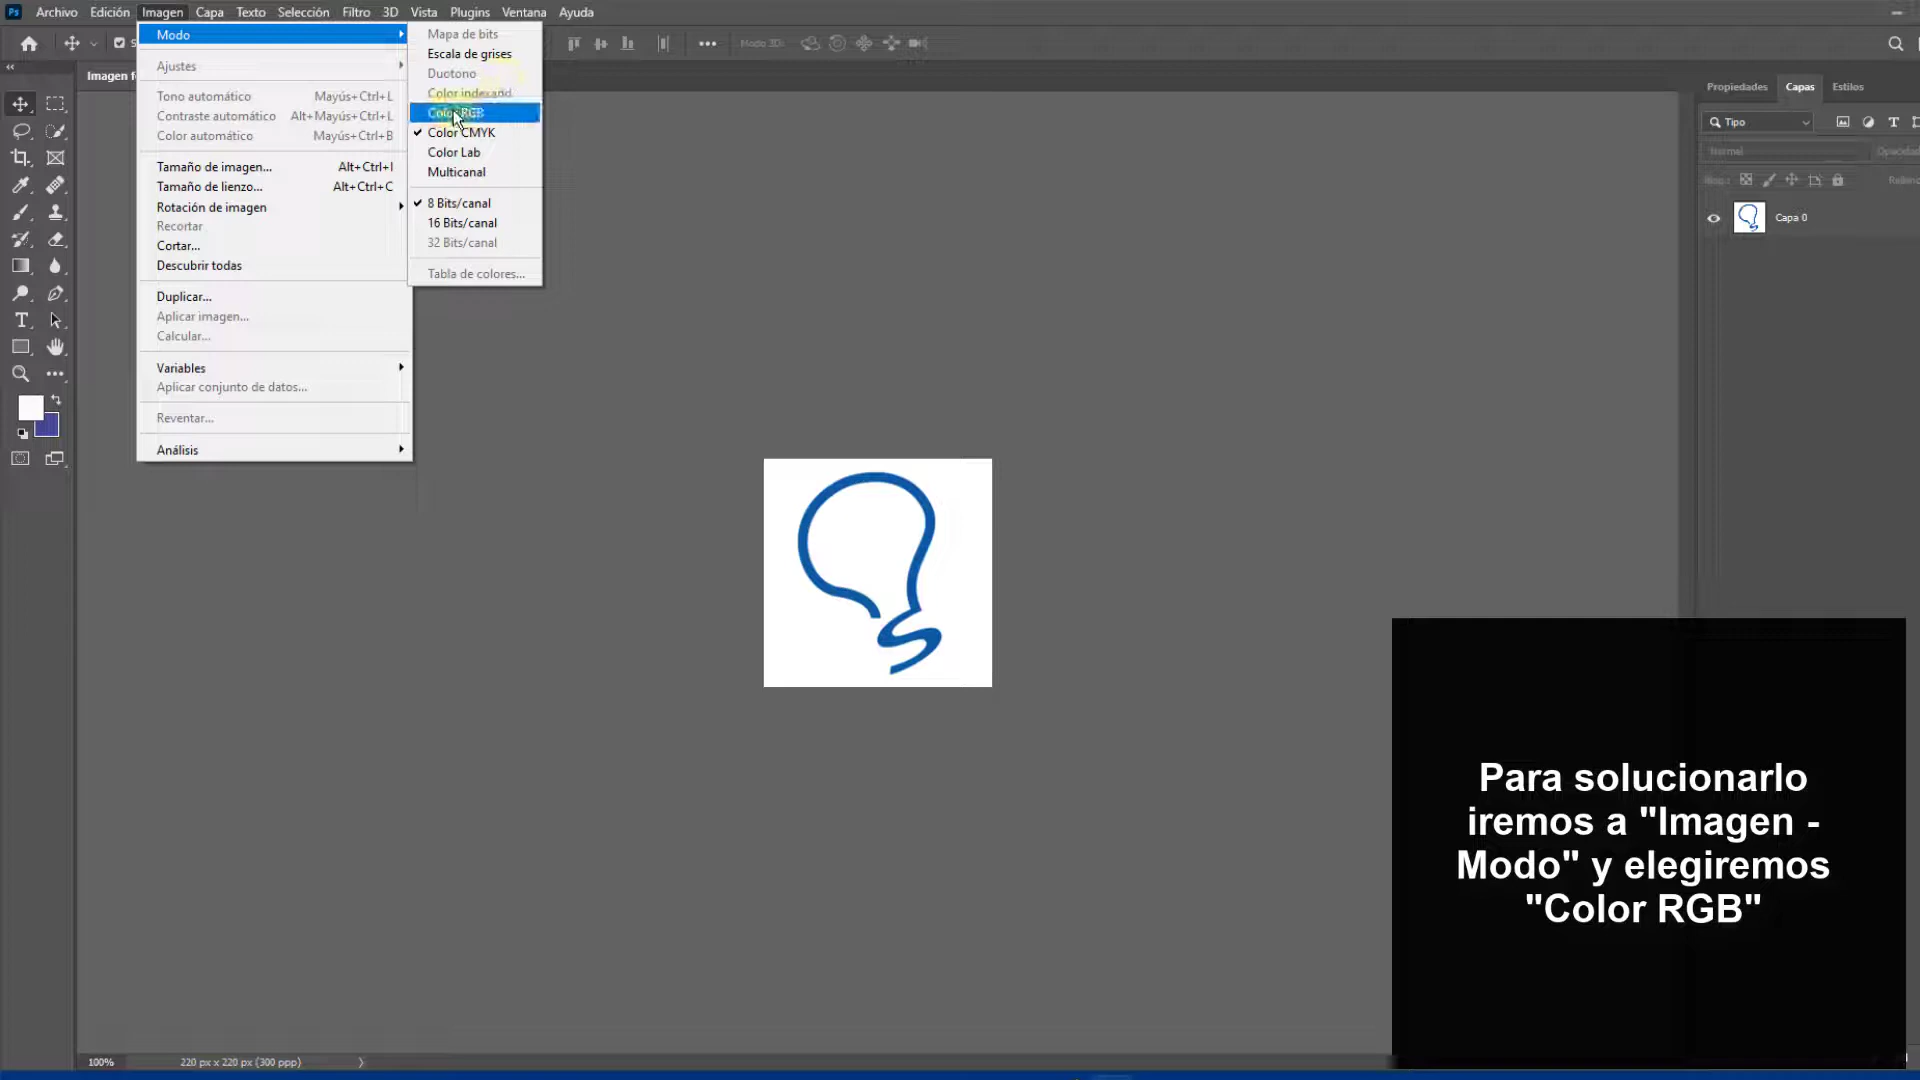 Ps Archivo Edición Imagen Capa Texto Selección Filtro 3D Vista Plugins Ventana Ayuda
Modo
Ajustes
Tono automático Mayús+Ctrl+L
Contraste automático Alt+Mayús+Ctrl+L
Color automático Mayús+Ctrl+B
Tamaño de imagen... Alt+Ctrl+I
Tamaño de lienzo... Alt+Ctrl+C
Rotación de imagen
Recortar
Cortar...
Descubrir todas
Duplicar...
Aplicar imagen...
Calcular...
Variables
Aplicar conjunto de datos...
Reventar...
Análisis
Mapa de bits
Escala de grises
Duotono
Color indexado
Color RGB
Color CMYK
Color Lab
Multicanal
8 Bits/canal
16 Bits/canal
32 Bits/canal
Tabla de colores...
Modo 3D:
Imagen
Propiedades Capas Estilos
Tipo
Normal
Capa 0
Para solucionarlo
iremos a "Imagen -
Modo" y elegiremos
"Color RGB"
100% 220 px x 220 px (300 ppp)